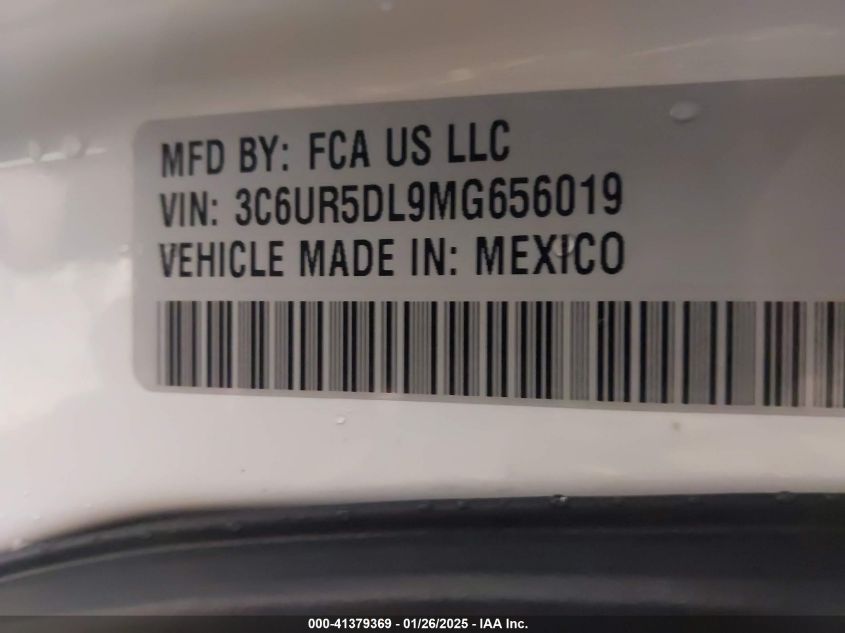 MFD BY: FCA US LLC
VIN: 3C6UR5DL9MG656019
VEHICLE MADE IN: MEXICO
000-41379369 - 01/26/2025 - IAA Inc.